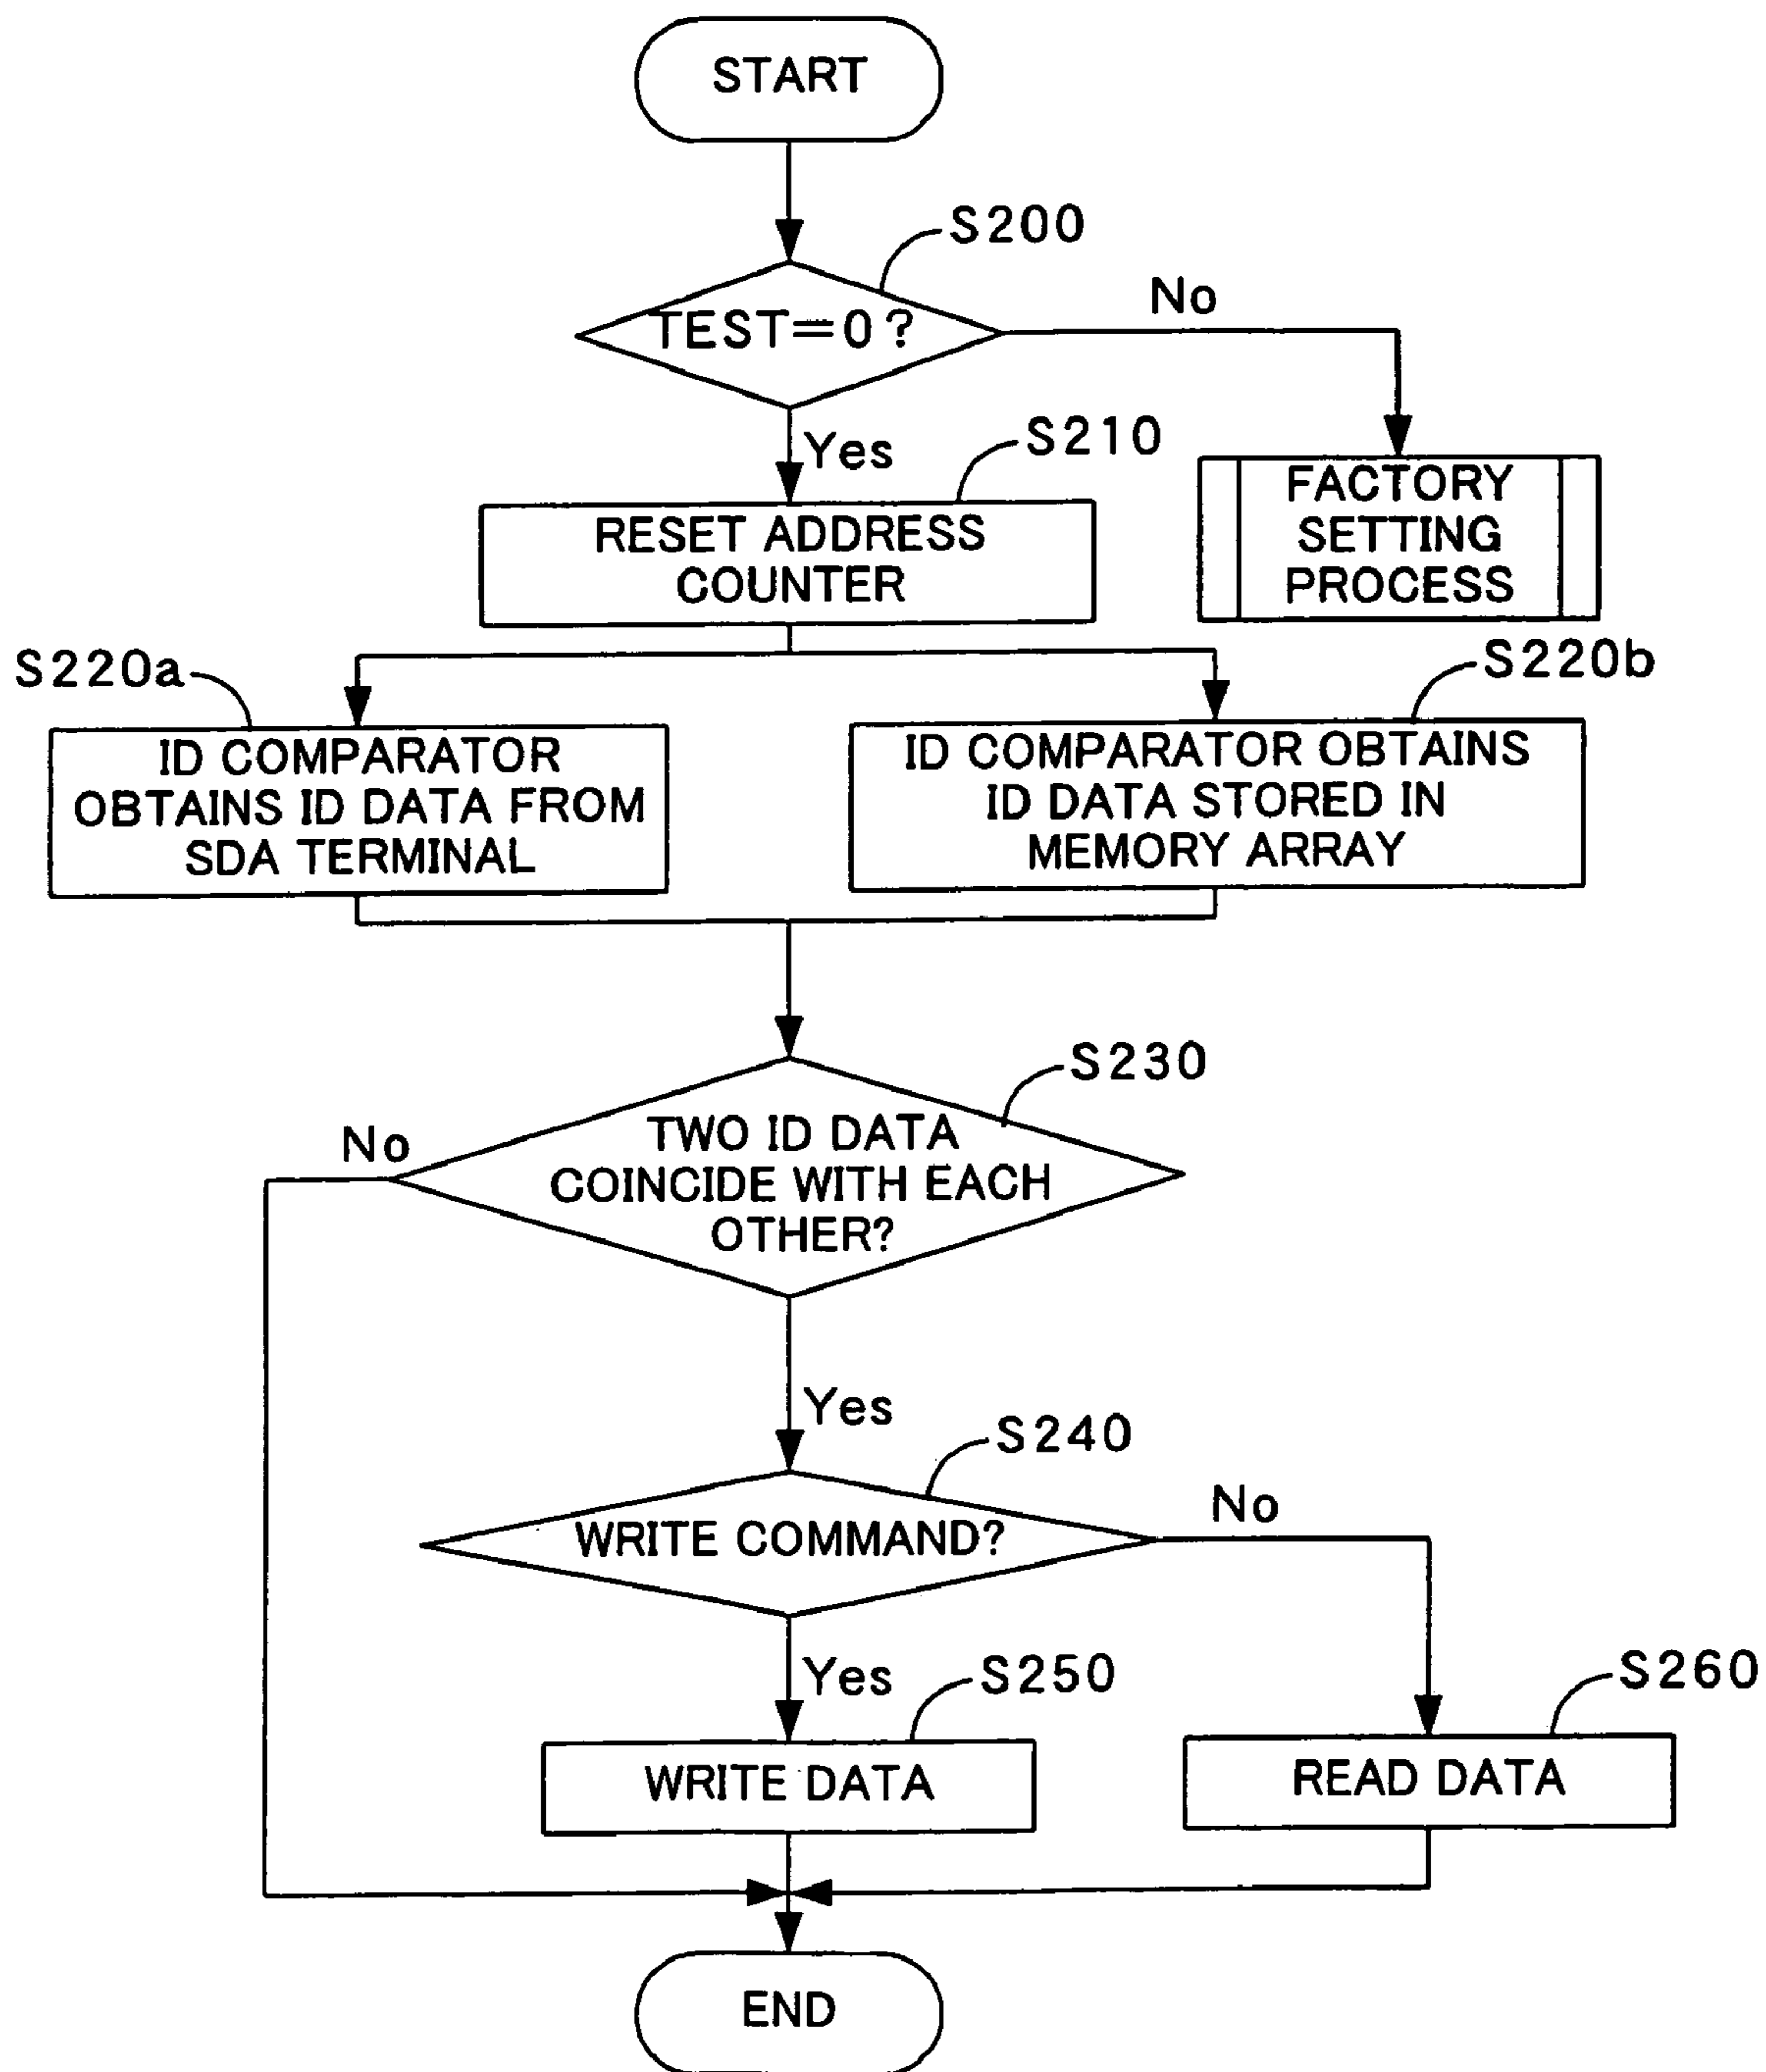 START
S200
TEST=0?
No
Yes
S210
RESET ADDRESS
COUNTER
FACTORY
SETTING
PROCESS
S220a
S220b
ID COMPARATOR
OBTAINS ID DATA FROM
SDA TERMINAL
ID COMPARATOR OBTAINS
ID DATA STORED IN
MEMORY ARRAY
S230
No
TWO ID DATA
COINCIDE WITH EACH
OTHER?
Yes
S240
WRITE COMMAND?
No
Yes
S250
S260
WRITE DATA
READ DATA
END